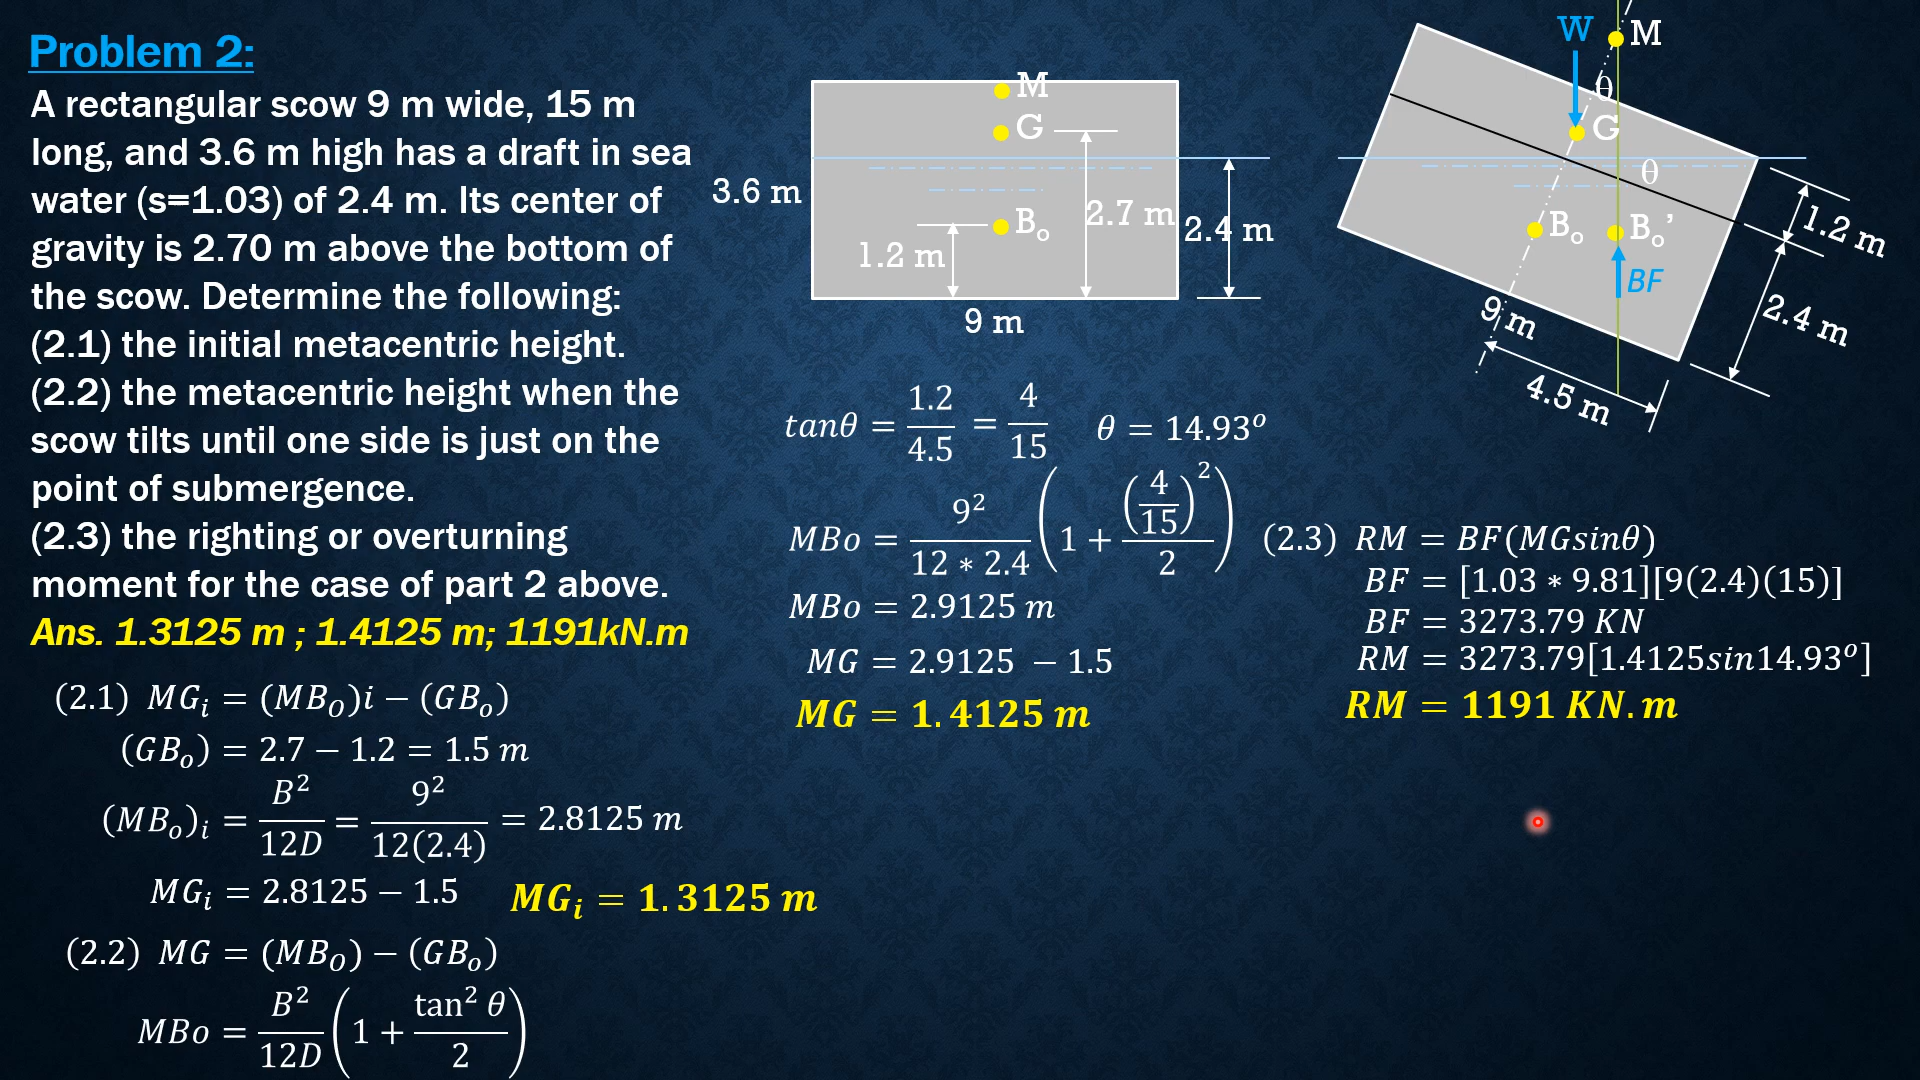 Problem 2:
A rectangular scow 9 m wide, 15 m
long, and 3.6 m high has a draft in sea
water (s=1.03) of 2.4 m. Its center of
gravity is 2.70 m above the bottom of
the scow. Determine the following:
(2.1) the initial metacentric height.
(2.2) the metacentric height when the
scow tilts until one side is just on the
point of submergence.
(2.3) the righting or overturning
moment for the case of part 2 above.
Ans. 1.3125 m ; 1.4125 m; 1191kN.m
(2.1) MGᵢ = (MB_O)i − (GBₒ)
(GBₒ) = 2.7 − 1.2 = 1.5 m
(MBₒ)ᵢ = B²/12D = 9²/12(2.4) = 2.8125 m
MGᵢ = 2.8125 − 1.5
MGᵢ = 1.3125 m
(2.2) MG = (MB_O) − (GBₒ)
MBo = B²/12D (1 + tan² θ/2)
M
G
3.6 m
Bₒ
2.7 m
2.4 m
1.2 m
9 m
W
M
θ
G
θ
Bₒ
Bₒ’
1.2 m
BF
9 m
2.4 m
4.5 m
tanθ = 1.2/4.5 = 4/15
θ = 14.93ᵒ
MBo = 9²/12 ∗ 2.4 (1 + (4/15)²/2)
MBo = 2.9125 m
MG = 2.9125 − 1.5
MG = 1.4125 m
(2.3) RM = BF(MGsinθ)
BF = [1.03 ∗ 9.81][9(2.4)(15)]
BF = 3273.79 KN
RM = 3273.79[1.4125sin14.93ᵒ]
RM = 1191 KN.m